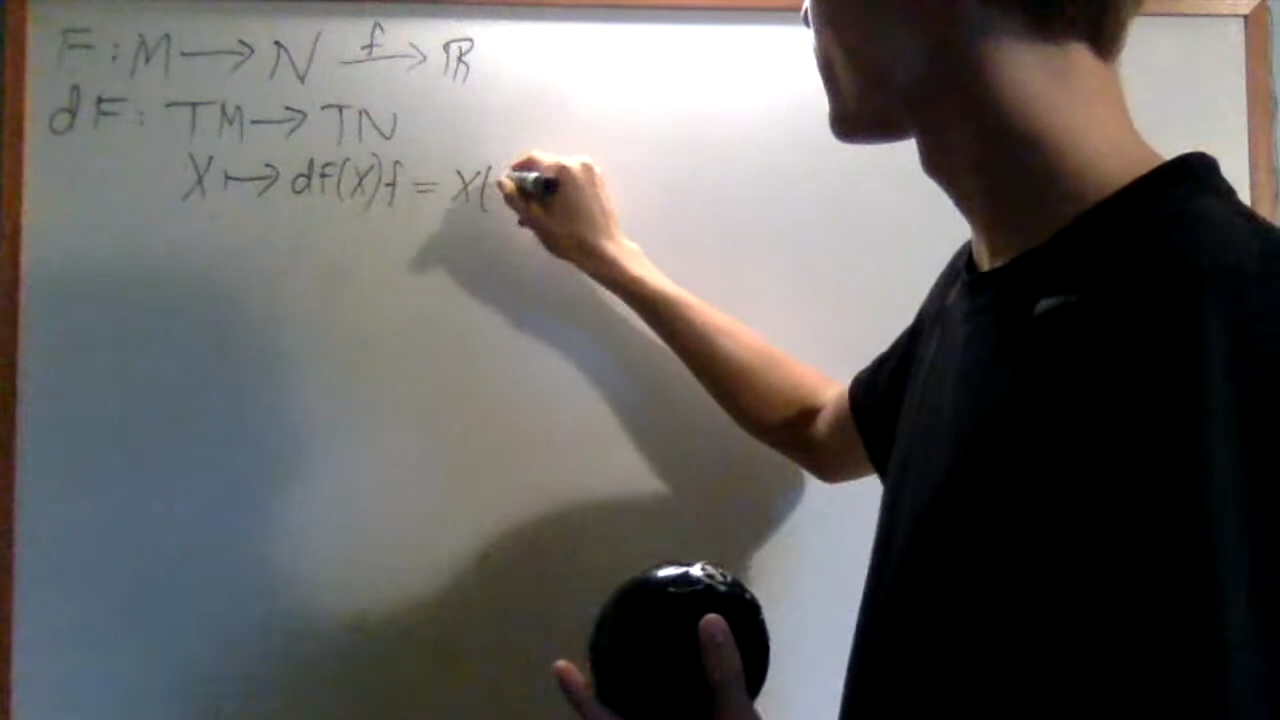 F : M → N f→ ℝ
dF : TM → TN
X ↦ dF(X)f = X(